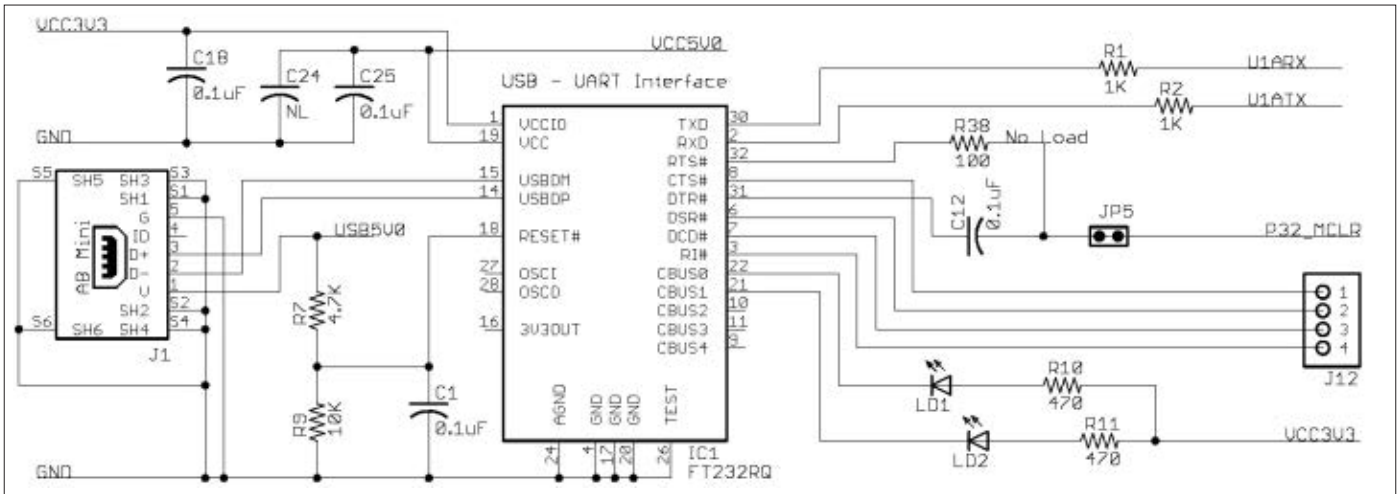 VCC3V3
C18
0.1uF
C24
NL
C25
0.1uF
VCC5V0
GND
USB - UART Interface
1 VCCIO
19 VCC
15 USBDM
14 USBDP
18 RESET#
27 OSCI
28 OSCO
16 3V3OUT
TXD 30
RXD 2
RTS# 32
CTS# 8
DTR# 31
DSR# 6
DCD# 7
RI# 3
CBUS0 22
CBUS1 21
CBUS2 10
CBUS3 11
CBUS4 9
AGND 24
GND 4
GND 17
GND 20
TEST 26
IC1
FT232RQ
R1
1K
U1ARX
R2
1K
U1ATX
R38
100
No Load
C12
0.1uF
JP5
P32_MCLR
1
2
3
4
J12
LD1
R10
470
LD2
R11
470
VCC3V3
S5 SH5
SH3 S3
SH1 S1
G 5
ID 4
D+ 3
D- 2
V 1
SH2 S2
S6 SH6
SH4 S4
AB Mini
J1
USB5V0
R7
4.7K
R9
10K
C1
0.1uF
GND